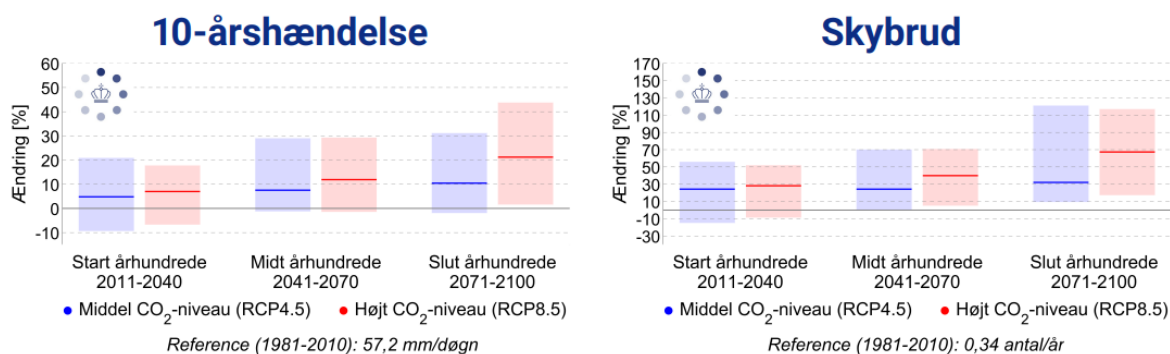 10-årshændelse
60
50
40
30
20
10
0
-10
Ændring [%]
Start århundrede
2011-2040
Midt århundrede
2041-2070
Slut århundrede
2071-2100
Middel CO2-niveau (RCP4.5)
Højt CO2-niveau (RCP8.5)
Reference (1981-2010): 57,2 mm/døgn
Skybrud
170
150
130
110
90
70
50
30
10
-10
-30
Ændring [%]
Start århundrede
2011-2040
Midt århundrede
2041-2070
Slut århundrede
2071-2100
Middel CO2-niveau (RCP4.5)
Højt CO2-niveau (RCP8.5)
Reference (1981-2010): 0,34 antal/år